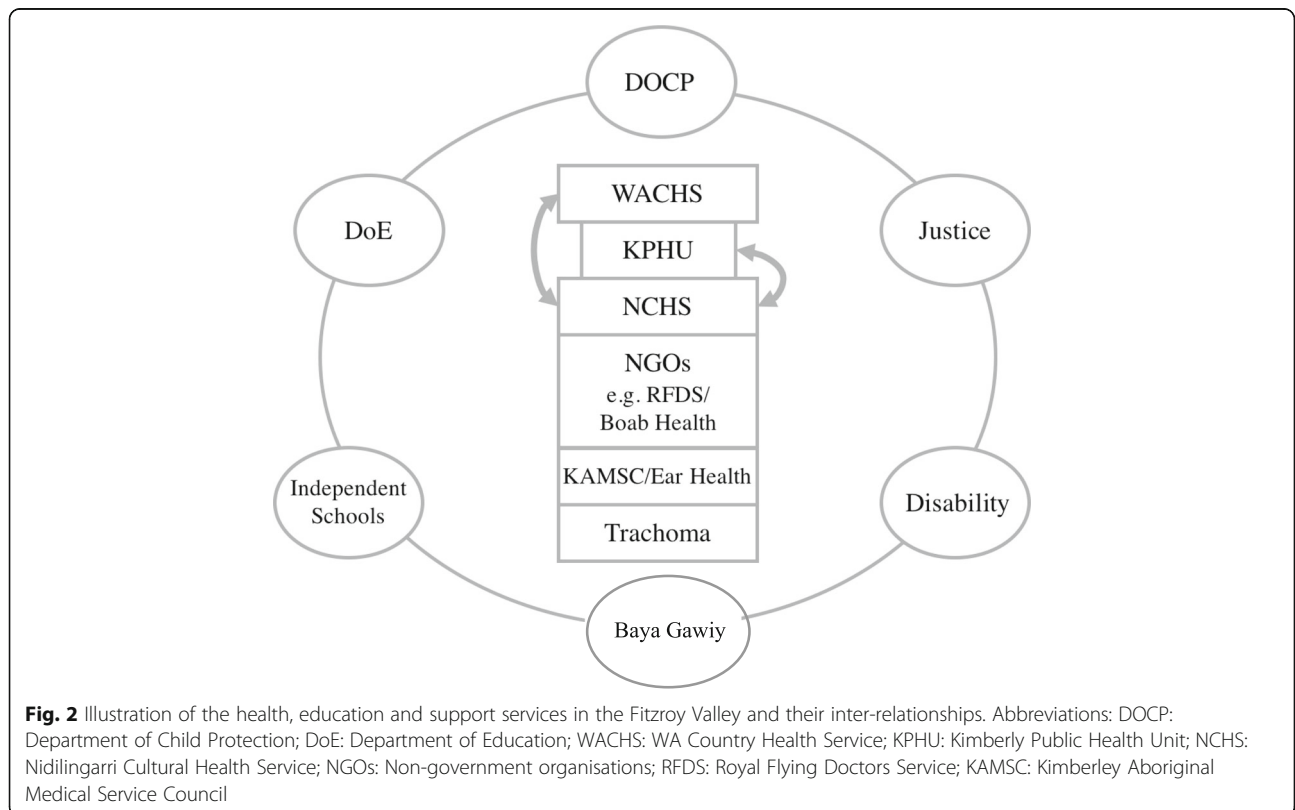 DOCP
DoE
Justice
WACHS
KPHU
NCHS
NGOs
e.g. RFDS/
Boab Health
KAMSC/Ear Health
Trachoma
Independent
Schools
Disability
Baya Gawiy
Fig. 2 Illustration of the health, education and support services in the Fitzroy Valley and their inter-relationships. Abbreviations: DOCP:
Department of Child Protection; DoE: Department of Education; WACHS: WA Country Health Service; KPHU: Kimberly Public Health Unit; NCHS:
Nidilingarri Cultural Health Service; NGOs: Non-government organisations; RFDS: Royal Flying Doctors Service; KAMSC: Kimberley Aboriginal
Medical Service Council